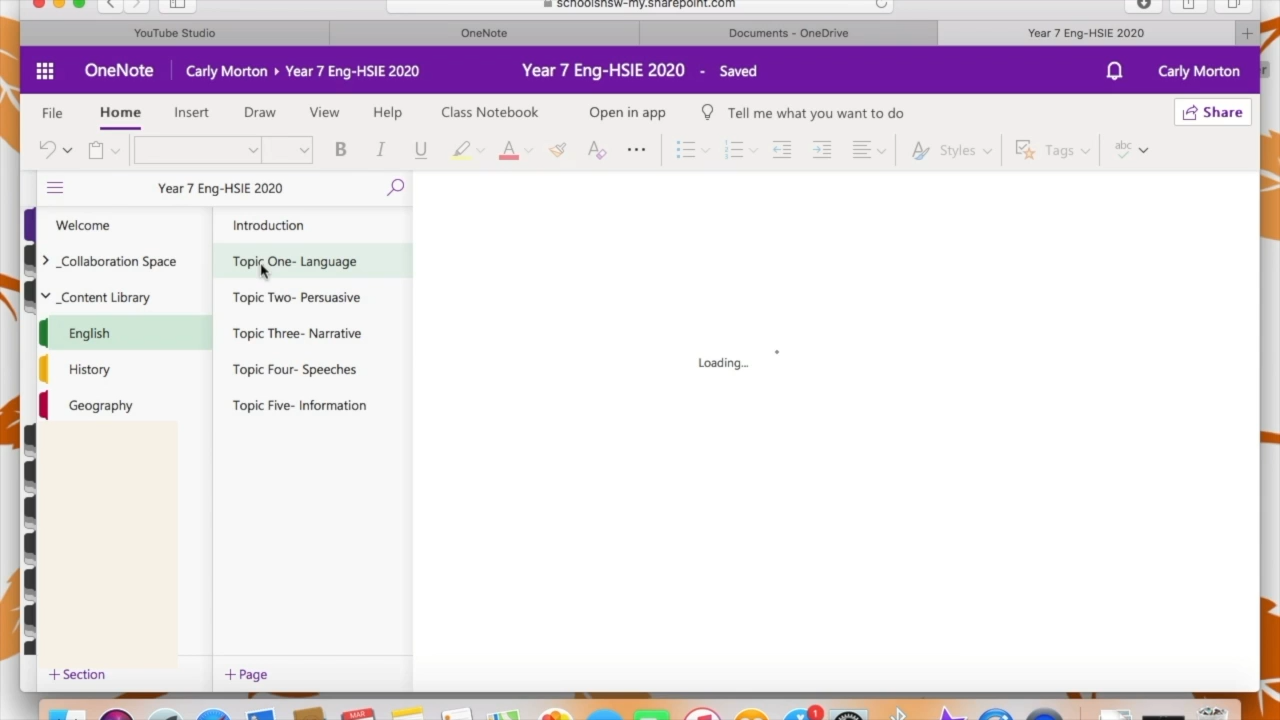 schoolsnsw-my.sharepoint.com
YouTube Studio
OneNote
Documents - OneDrive
Year 7 Eng-HSIE 2020
OneNote
Carly Morton › Year 7 Eng-HSIE 2020
Year 7 Eng-HSIE 2020 - Saved
Carly Morton
File
Home
Insert
Draw
View
Help
Class Notebook
Open in app
Tell me what you want to do
Share
B I U A
abc
Styles
Tags
Year 7 Eng-HSIE 2020
Welcome
_Collaboration Space
_Content Library
English
History
Geography
+ Section
Introduction
Topic One- Language
Topic Two- Persuasive
Topic Three- Narrative
Topic Four- Speeches
Topic Five- Information
+ Page
Loading...
MAR
1